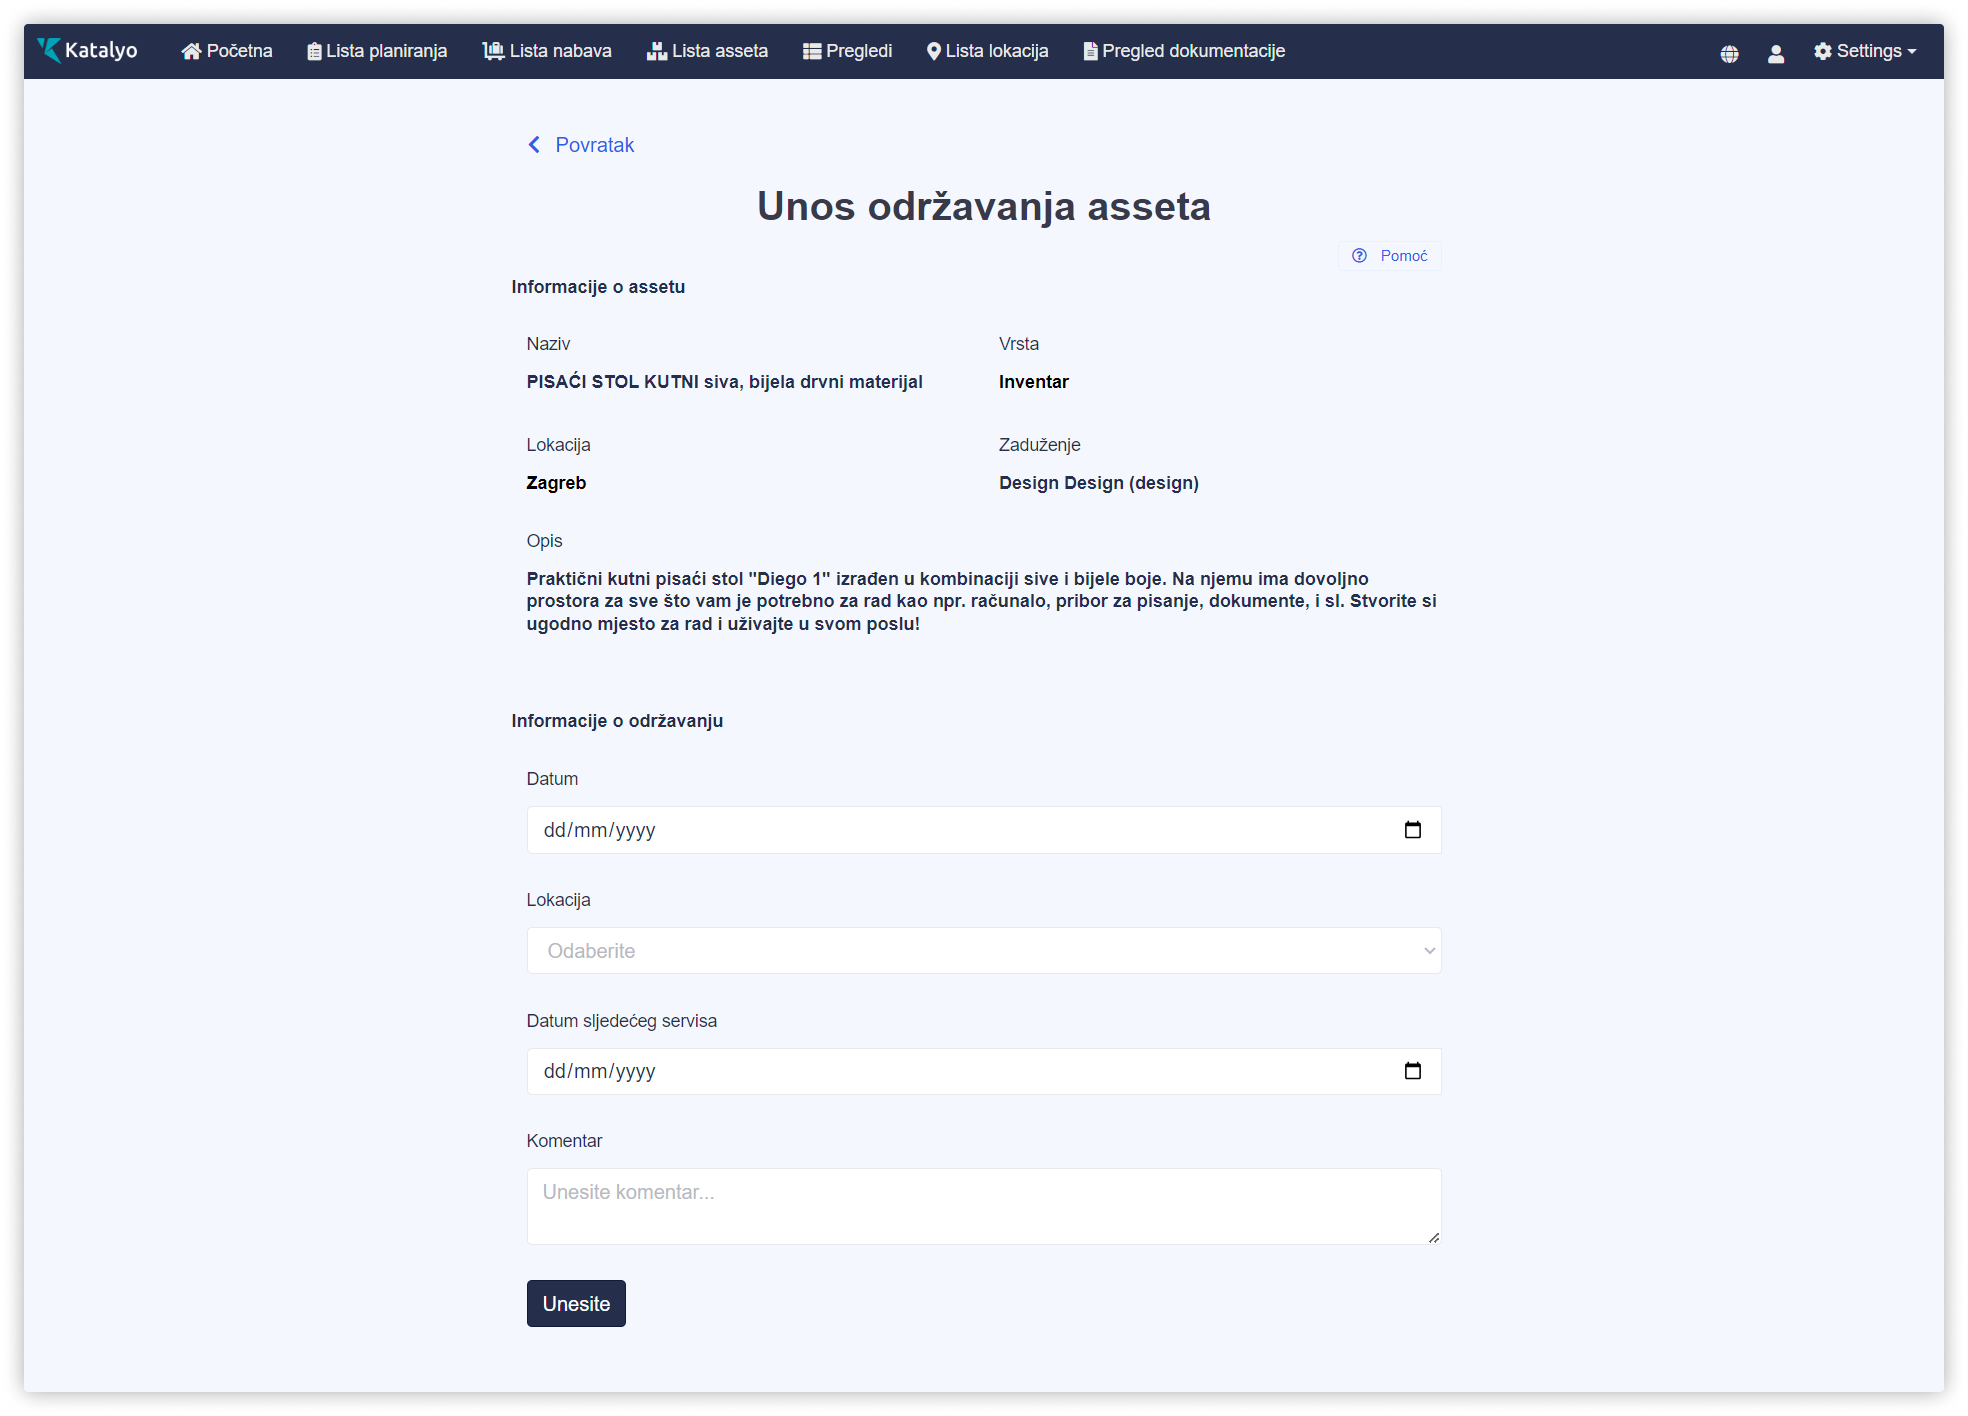 Katalyo
Početna
Lista planiranja
Lista nabava
Lista asseta
Pregledi
Lista lokacija
Pregled dokumentacije
Settings
Povratak
Unos održavanja asseta
Pomoć
Informacije o assetu
Naziv
Vrsta
PISAĆI STOL KUTNI siva, bijela drvni materijal
Inventar
Lokacija
Zaduženje
Zagreb
Design Design (design)
Opis
Praktični kutni pisaći stol "Diego 1" izrađen u kombinaciji sive i bijele boje. Na njemu ima dovoljno
prostora za sve što vam je potrebno za rad kao npr. računalo, pribor za pisanje, dokumente, i sl. Stvorite si
ugodno mjesto za rad i uživajte u svom poslu!
Informacije o održavanju
Datum
dd/mm/yyyy
Lokacija
Odaberite
Datum sljedećeg servisa
dd/mm/yyyy
Komentar
Unesite komentar...
Unesite